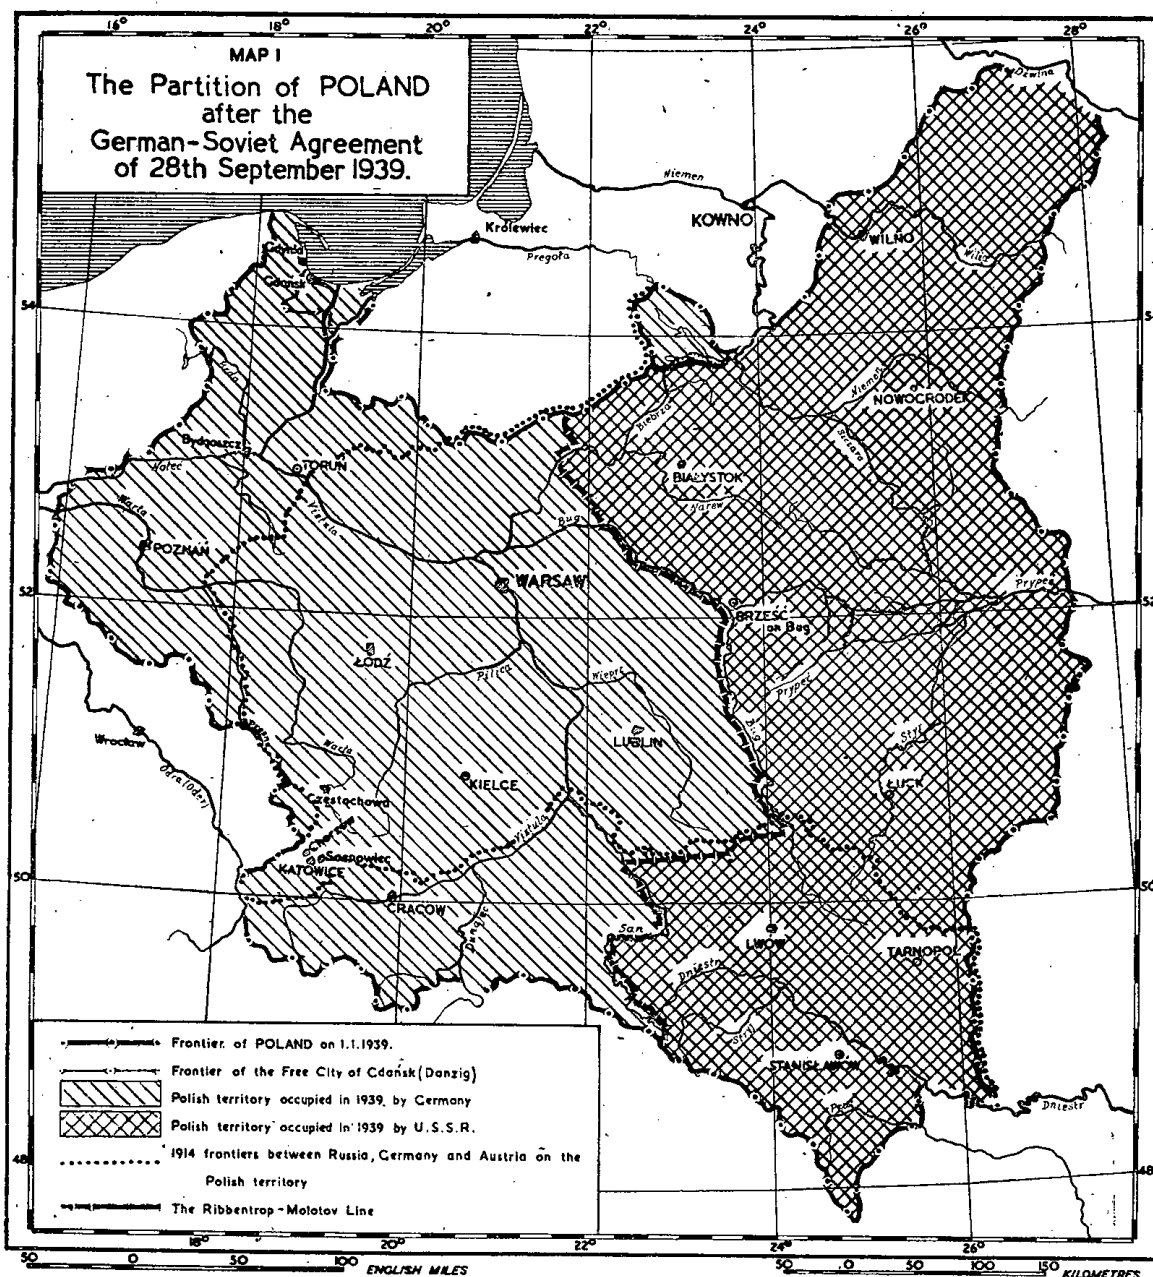 16°
18°
20°
22°
24°
26°
28°
MAP I
The Partition of POLAND
after the
German-Soviet Agreement
of 28th September 1939.
Dzwina
Niemen
KOWNO
Królewiec
Pregoła
WILNO
Wilia
Gdynia
Gdańsk
54
Niemen
NOWOGRODEK
Biebrza
Szczara
Bydgoszcz
Noteć
TORUŃ
BIAŁYSTOK
Narew
Warta
Vistula
Bug
POZNAŃ
WARSAW
Prypeć
52
52
BRZEŚĆ
on Bug
ŁODZ
Pilica
Wieprz
Prypeć
Bug
Styr
Wrocław
Odra (Oder)
Warta
LUBLIN
Częstochowa
KIELCE
ŁUCK
Chorzów
Sosnowiec
KATOWICE
Vistula
50
50
CRACOW
Dunajec
San
LWÓW
TARNOPOL
Dniestr
Stryj
STANISŁAWÓW
Prut
Dniestr
Frontier of POLAND on 1.1.1939.
Frontier of the Free City of Gdańsk (Danzig)
Polish territory occupied in 1939 by Germany
Polish territory occupied in 1939 by U.S.S.R.
1914 frontiers between Russia, Germany and Austria on the
Polish territory
The Ribbentrop-Molotov Line
48
48
18°
20°
22°
24°
26°
50 0 50 100 ENGLISH MILES
50 0 50 100 150 KILOMETRES